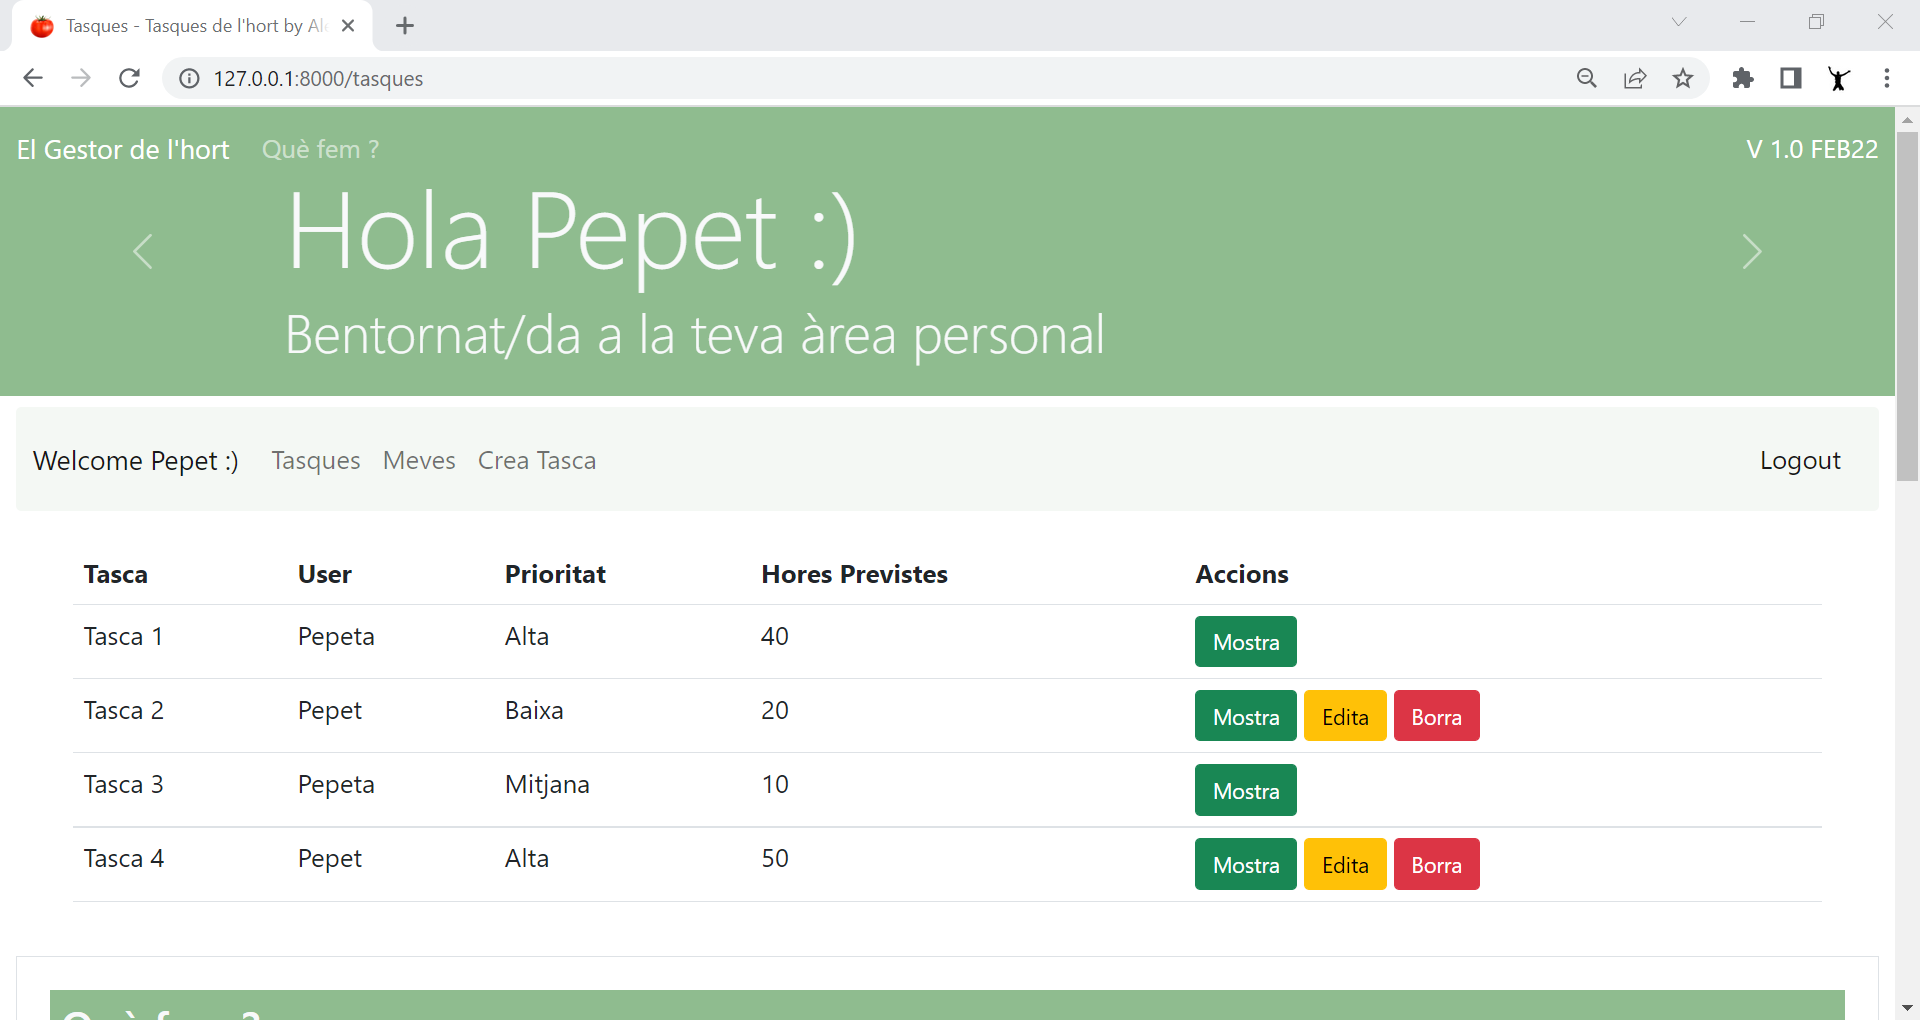 Tasques - Tasques de l'hort by Al
127.0.0.1:8000/tasques
El Gestor de l'hort Què fem ? V 1.0 FEB22
Hola Pepet :)
Bentornat/da a la teva àrea personal
Welcome Pepet :) Tasques Meves Crea Tasca Logout
Tasca User Prioritat Hores Previstes Accions
Tasca 1 Pepeta Alta 40 Mostra
Tasca 2 Pepet Baixa 20 Mostra Edita Borra
Tasca 3 Pepeta Mitjana 10 Mostra
Tasca 4 Pepet Alta 50 Mostra Edita Borra
Què fem ?